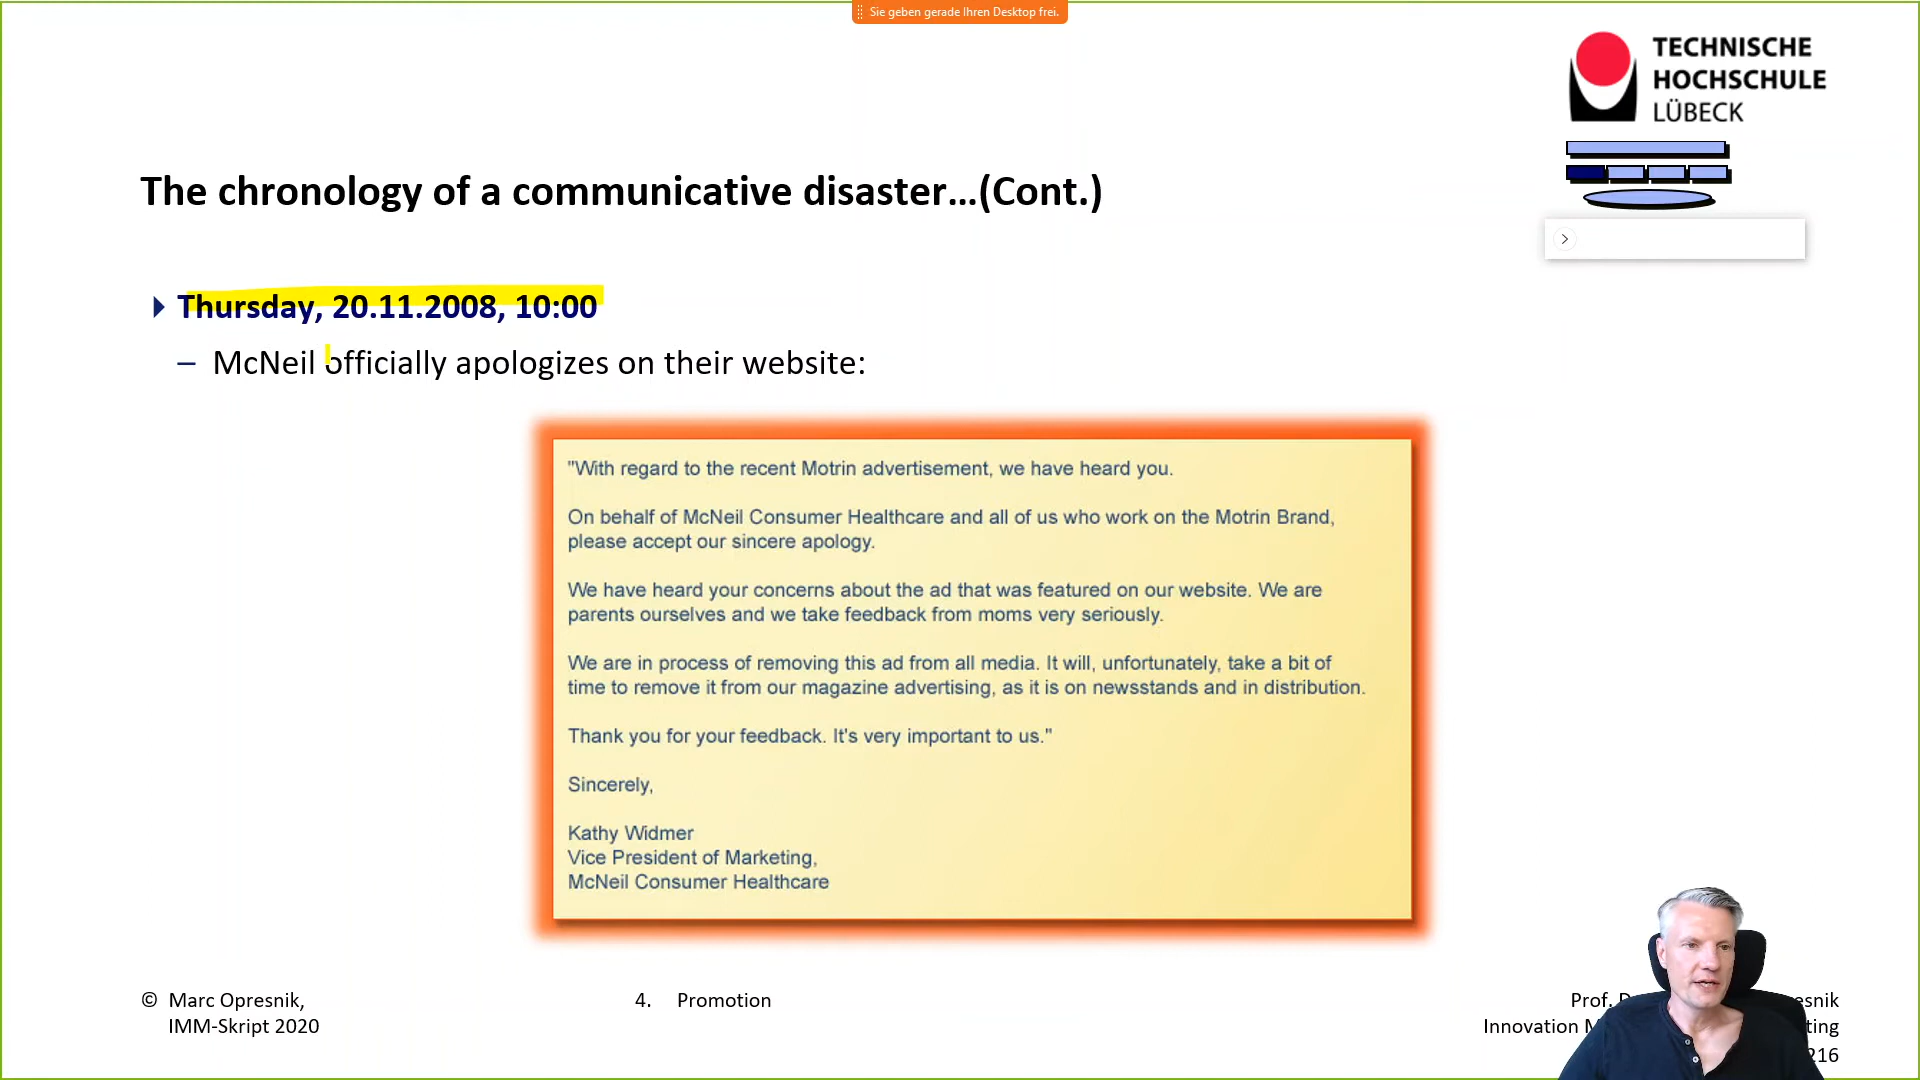 Sie geben gerade Ihren Desktop frei.
TECHNISCHE
HOCHSCHULE
LÜBECK
The chronology of a communicative disaster...(Cont.)
Thursday, 20.11.2008, 10:00
– McNeil officially apologizes on their website:
"With regard to the recent Motrin advertisement, we have heard you.
On behalf of McNeil Consumer Healthcare and all of us who work on the Motrin Brand,
please accept our sincere apology.
We have heard your concerns about the ad that was featured on our website. We are
parents ourselves and we take feedback from moms very seriously.
We are in process of removing this ad from all media. It will, unfortunately, take a bit of
time to remove it from our magazine advertising, as it is on newsstands and in distribution.
Thank you for your feedback. It's very important to us."
Sincerely,
Kathy Widmer
Vice President of Marketing,
McNeil Consumer Healthcare
© Marc Opresnik,
IMM-Skript 2020
4. Promotion
Prof.
Innovation
216